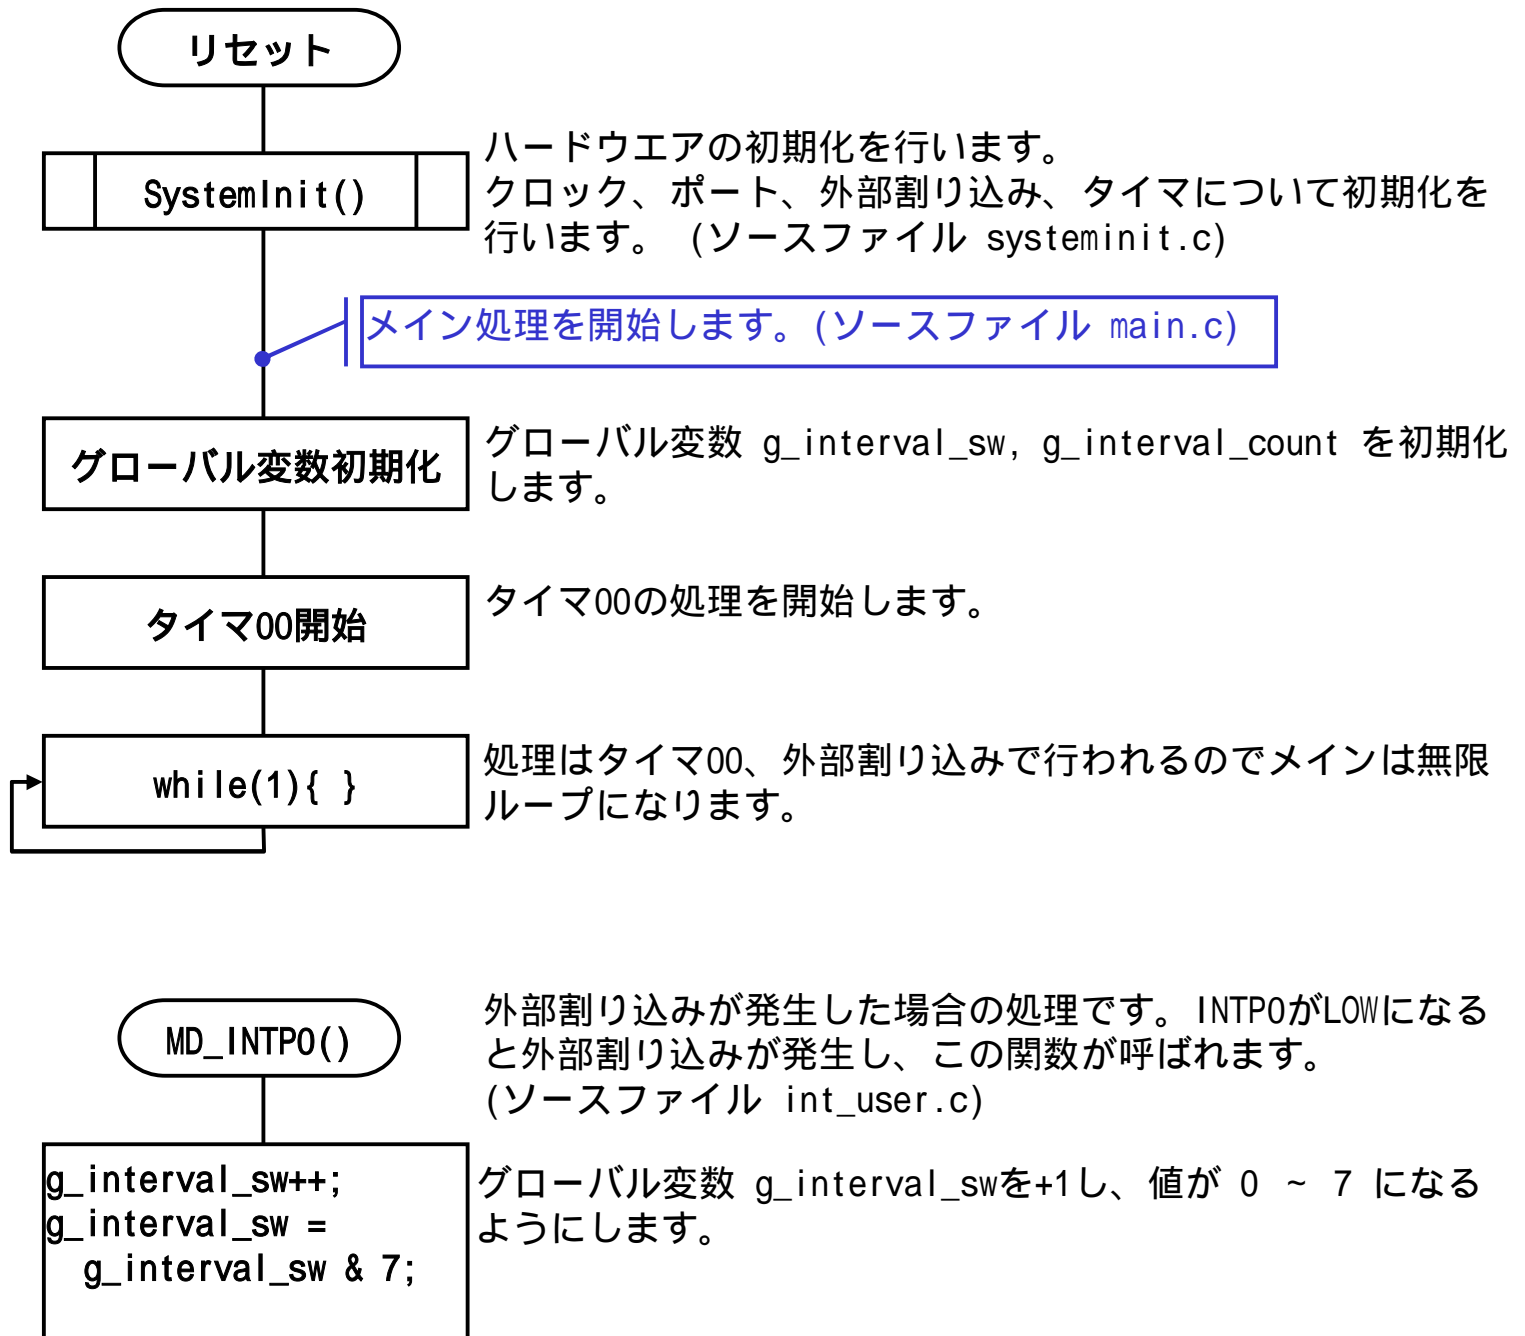 リセット
SystemInit()
ハードウエアの初期化を行います。
クロック、ポート、外部割り込み、タイマについて初期化を
行います。 (ソースファイル systeminit.c)
メイン処理を開始します。(ソースファイル main.c)
グローバル変数初期化
グローバル変数 g_interval_sw, g_interval_count を初期化
します。
タイマ00開始
タイマ00の処理を開始します。
while(1){ }
処理はタイマ00、外部割り込みで行われるのでメインは無限
ループになります。
MD_INTP0()
外部割り込みが発生した場合の処理です。INTP0がLOWになる
と外部割り込みが発生し、この関数が呼ばれます。
(ソースファイル int_user.c)
g_interval_sw++;
g_interval_sw =
g_interval_sw & 7;
グローバル変数 g_interval_swを+1し、値が 0 ~ 7 になる
ようにします。